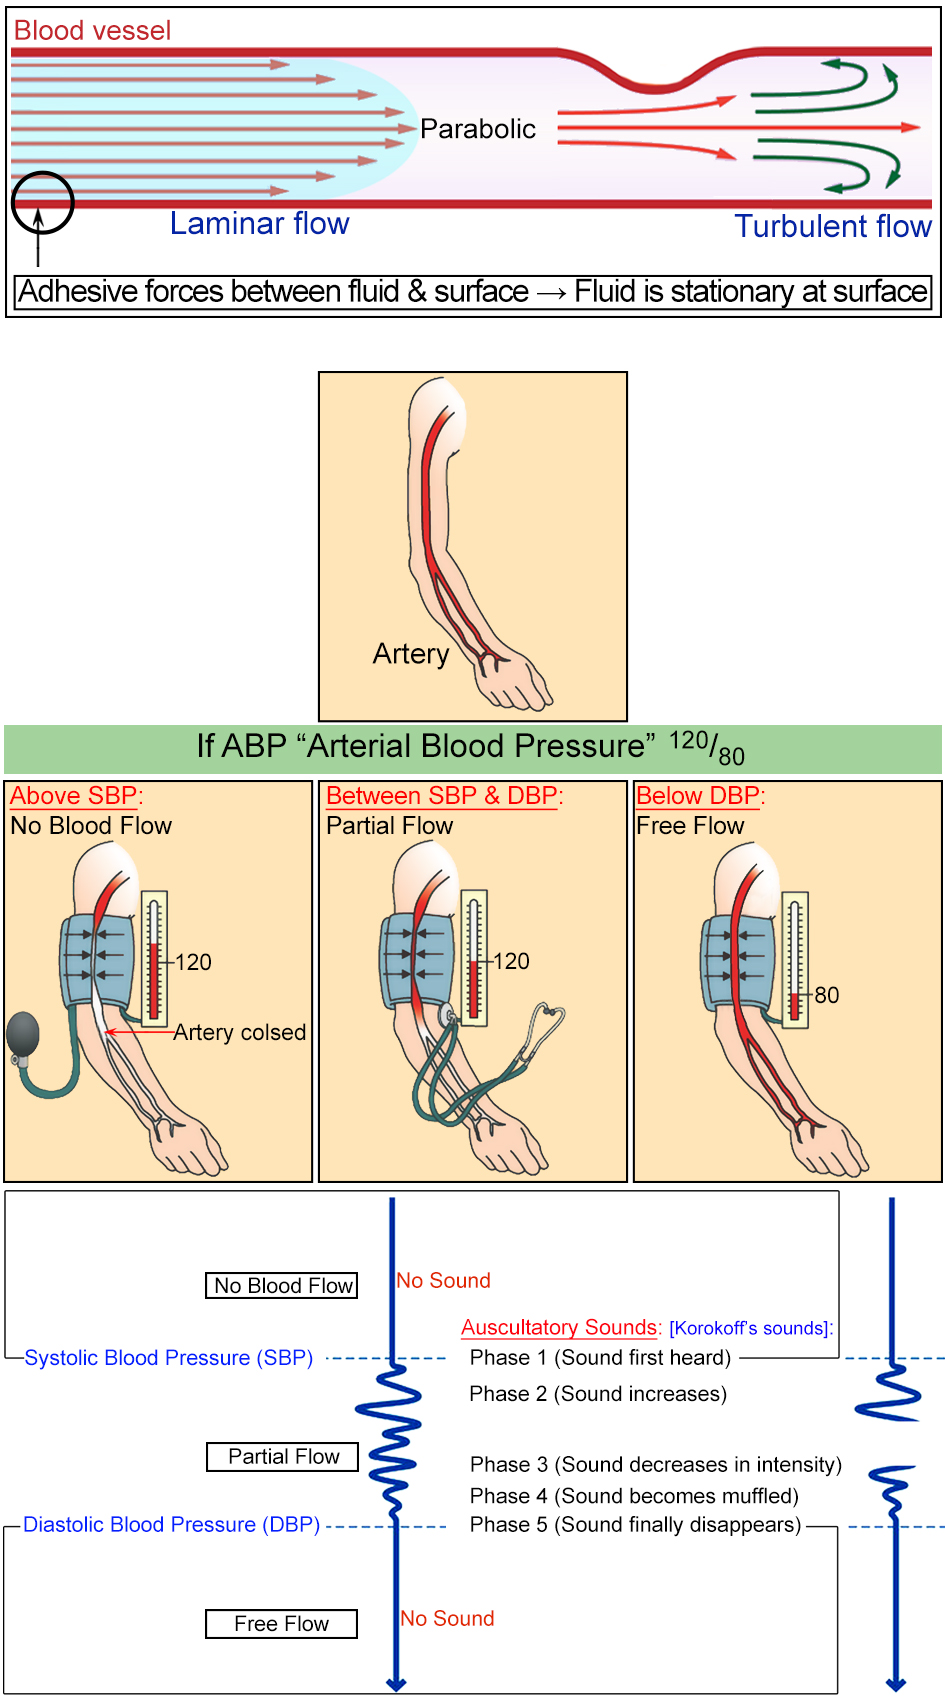 Blood vessel
Parabolic
Laminar flow
Turbulent flow
Adhesive forces between fluid & surface → Fluid is stationary at surface
Artery
If ABP “Arterial Blood Pressure” 120/80
Above SBP:
No Blood Flow
120
Artery colsed
Between SBP & DBP:
Partial Flow
120
Below DBP:
Free Flow
80
No Blood Flow
No Sound
Auscultatory Sounds: [Korokoff's sounds]:
Systolic Blood Pressure (SBP)
Phase 1 (Sound first heard)
Phase 2 (Sound increases)
Partial Flow
Phase 3 (Sound decreases in intensity)
Phase 4 (Sound becomes muffled)
Diastolic Blood Pressure (DBP)
Phase 5 (Sound finally disappears)
Free Flow
No Sound